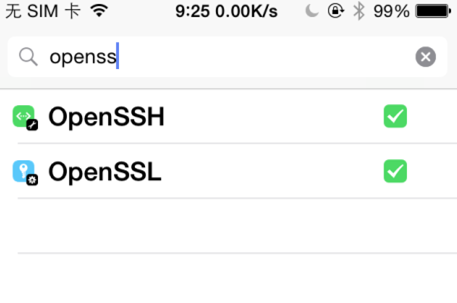 无 SIM 卡 9:25 0.00K/s 99%
openss
OpenSSH
OpenSSL